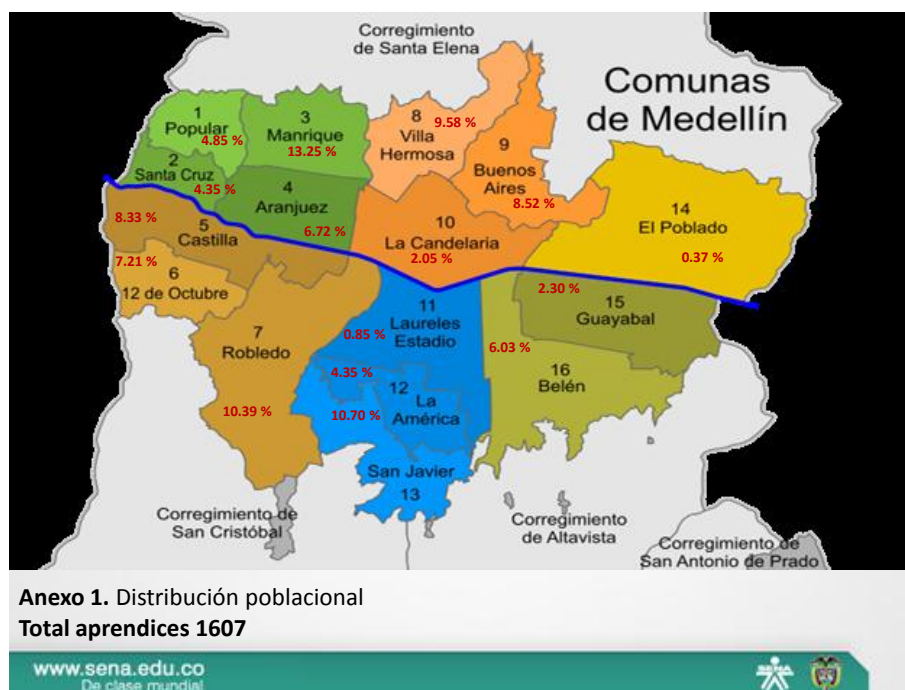 Corregimiento
de Santa Elena
Comunas
de Medellín
1
Popular
4.85 %
3
Manrique
13.25 %
8
Villa
Hermosa
9.58 %
9
Buenos
Aires
8.52 %
2
Santa Cruz
4.35 %
4
Aranjuez
6.72 %
10
La Candelaria
2.05 %
14
El Poblado
0.37 %
8.33 %
5
Castilla
7.21 %
6
12 de Octubre
7
Robledo
10.39 %
11
Laureles
Estadio
0.85 %
2.30 %
15
Guayabal
6.03 %
16
Belén
4.35 %
12
La
América
10.70 %
San Javier
13
Corregimiento de
San Cristóbal
Corregimiento
de Altavista
Corregimiento de
San Antonio de Prado
Anexo 1. Distribución poblacional
Total aprendices 1607
www.sena.edu.co
De clase mundial
SENA